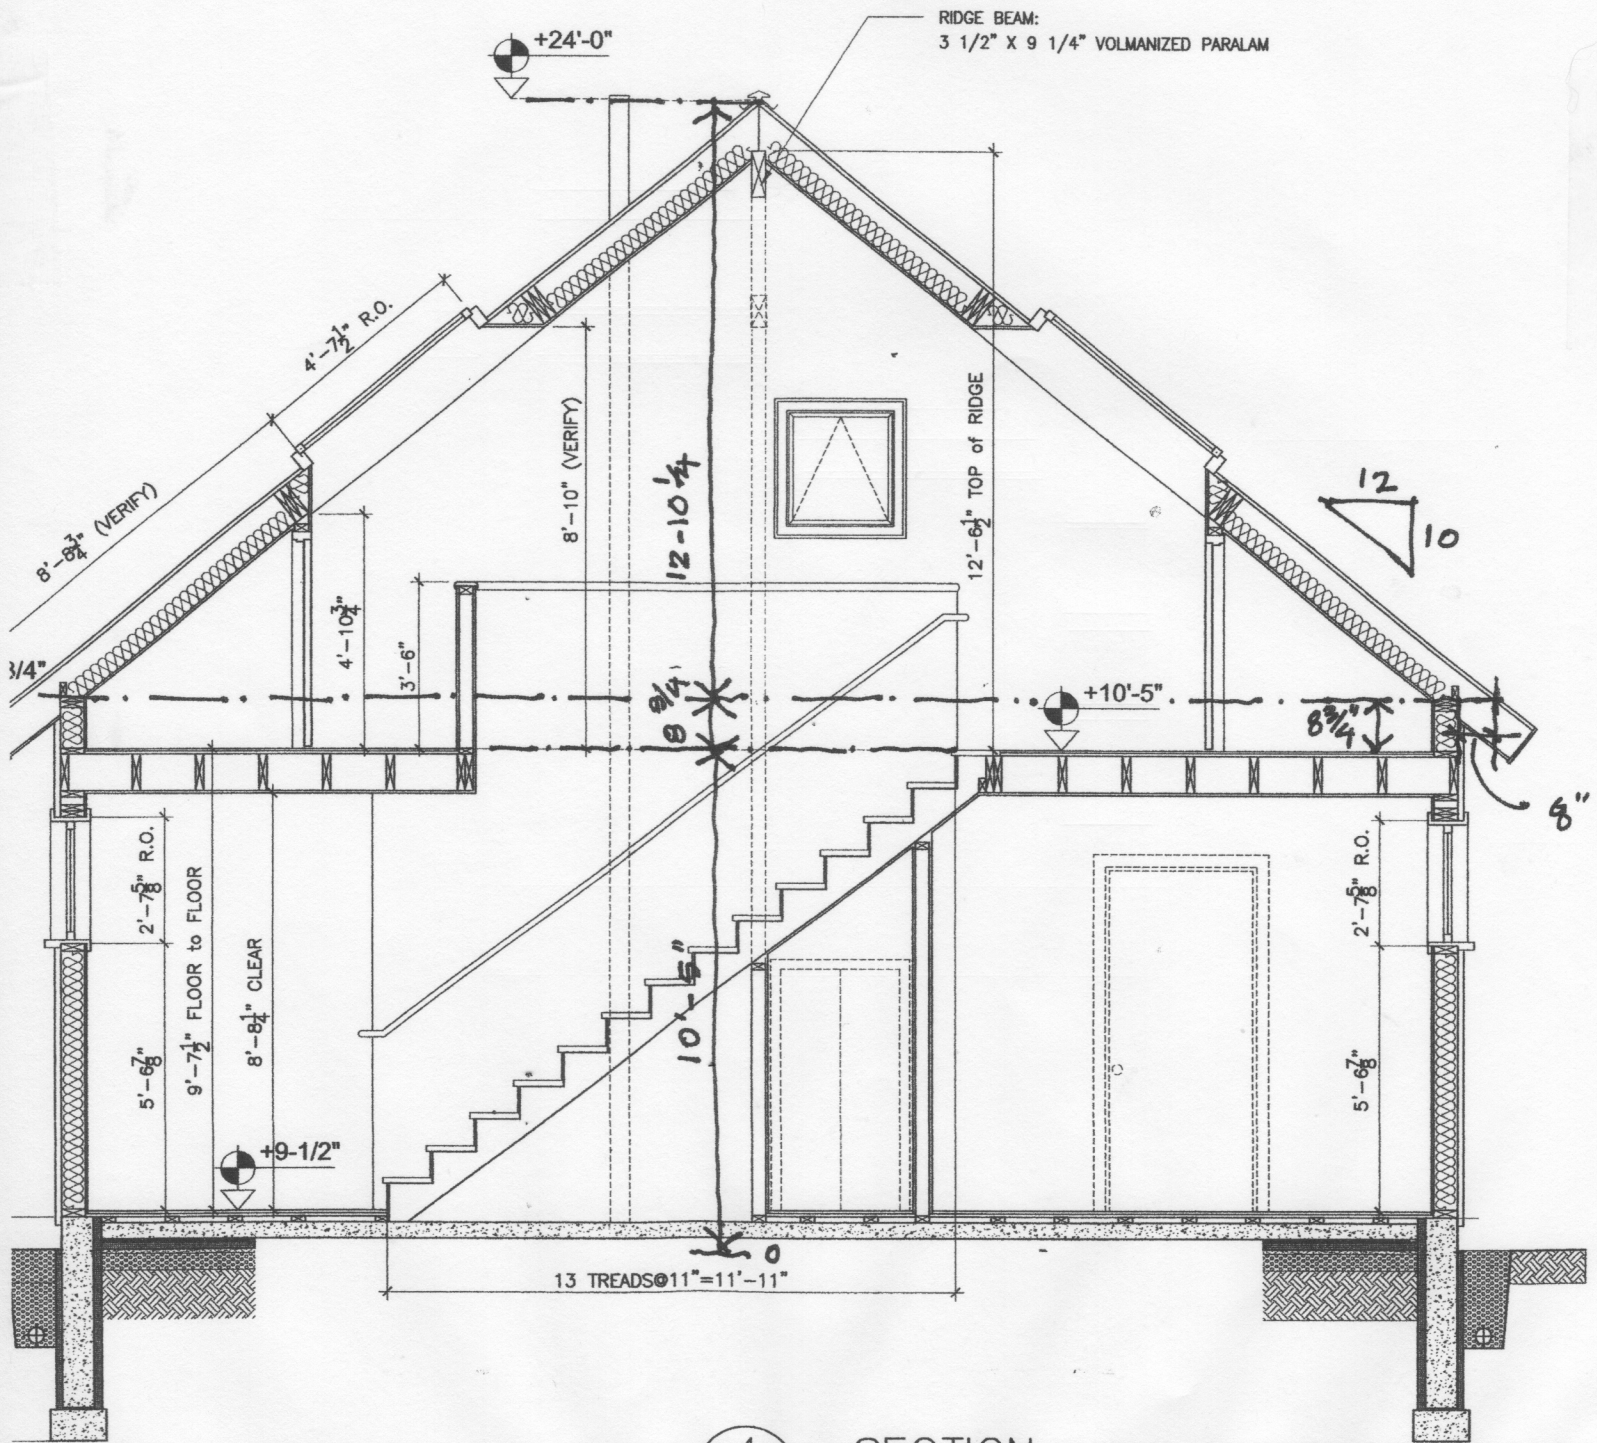 RIDGE BEAM:
3 1/2" X 9 1/4" VOLMANIZED PARALAM
+24'-0"
4'-7 1/2" R.O.
8'-8 3/4" (VERIFY)
3/4"
8'-10" (VERIFY)
12-10 1/4
12'-6 1/2" TOP of RIDGE
12
10
4'-10 3/4"
3'-6"
8 3/4
+10'-5"
8 3/4"
8"
2'-7 5/8" R.O.
9'-7 1/2" FLOOR to FLOOR
8'-8 1/4" CLEAR
5'-6 7/8"
10'-5"
2'-7 5/8" R.O.
5'-6 7/8"
+9-1/2"
0
13 TREADS@11"=11'-11"
SECTION